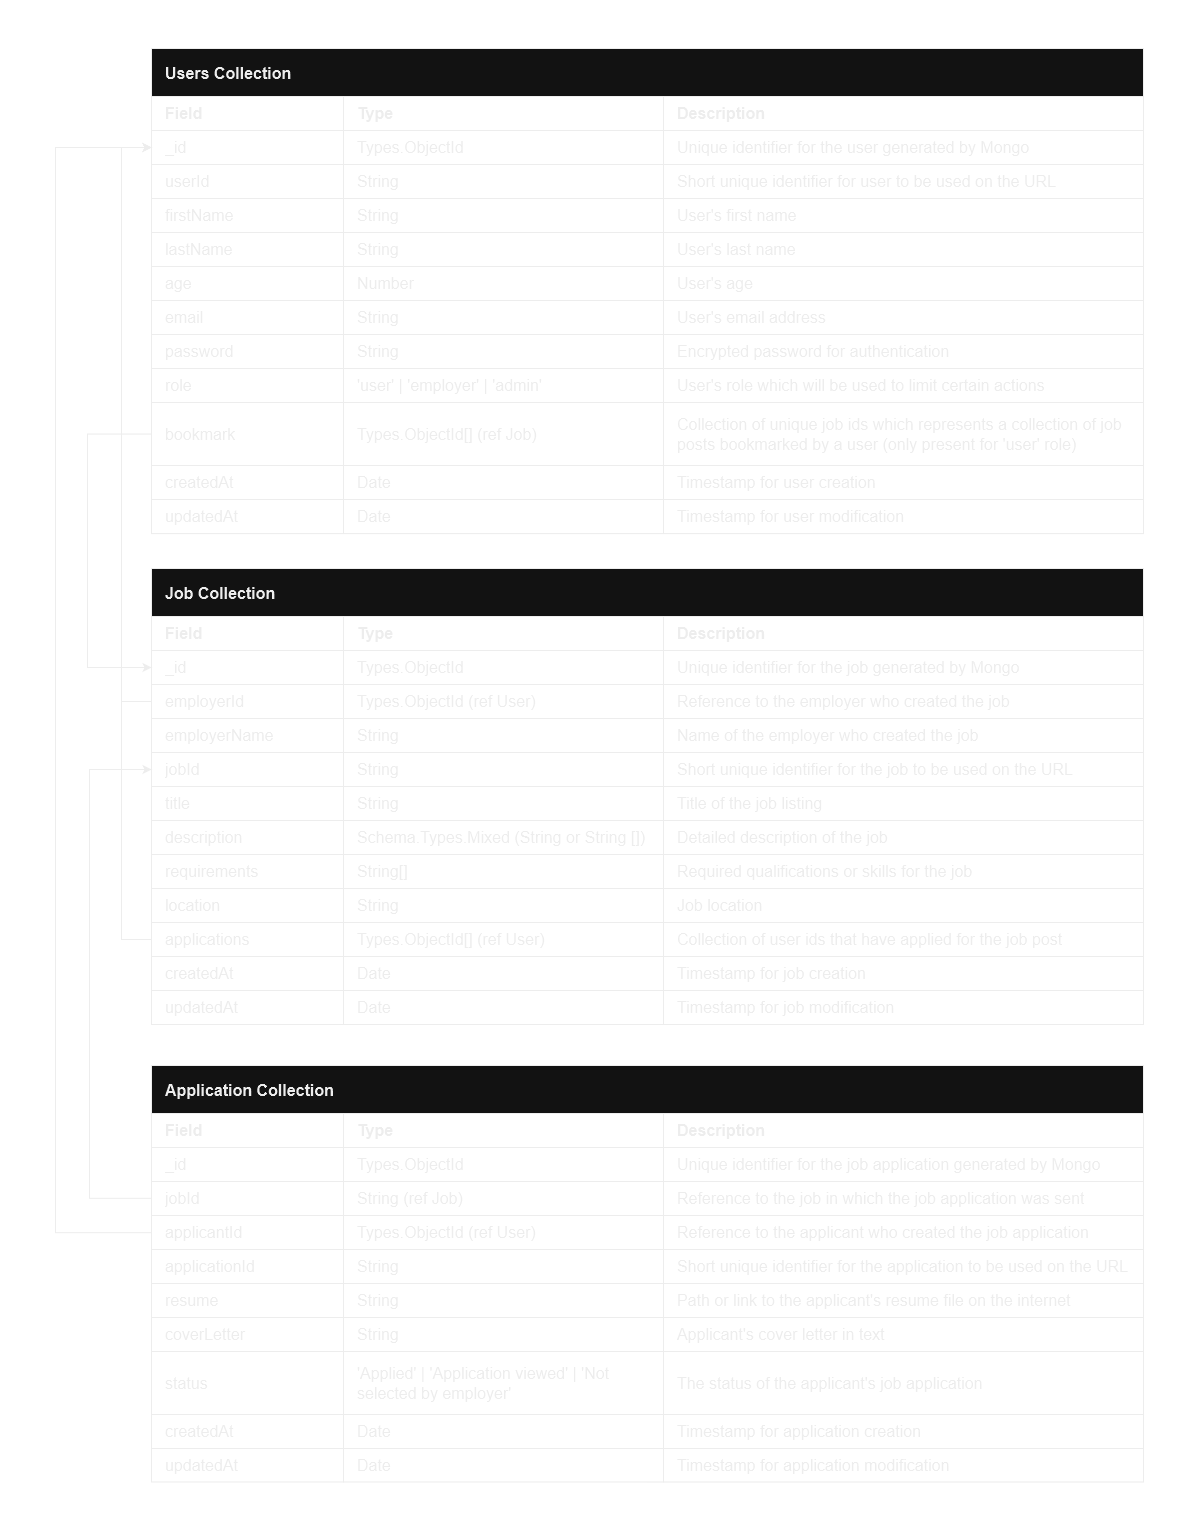 Users Collection
Field Type Description
_id Types.ObjectId Unique identifier for the user generated by Mongo
userId String Short unique identifier for user to be used on the URL
firstName String User's first name
lastName String User's last name
age Number User's age
email String User's email address
password String Encrypted password for authentication
role 'user' | 'employer' | 'admin' User's role which will be used to limit certain actions
bookmark Types.ObjectId[] (ref Job) Collection of unique job ids which represents a collection of job
posts bookmarked by a user (only present for 'user' role)
createdAt Date Timestamp for user creation
updatedAt Date Timestamp for user modification
Job Collection
Field Type Description
_id Types.ObjectId Unique identifier for the job generated by Mongo
employerId Types.ObjectId (ref User) Reference to the employer who created the job
employerName String Name of the employer who created the job
jobId String Short unique identifier for the job to be used on the URL
title String Title of the job listing
description Schema.Types.Mixed (String or String []) Detailed description of the job
requirements String[] Required qualifications or skills for the job
location String Job location
applications Types.ObjectId[] (ref User) Collection of user ids that have applied for the job post
createdAt Date Timestamp for job creation
updatedAt Date Timestamp for job modification
Application Collection
Field Type Description
_id Types.ObjectId Unique identifier for the job application generated by Mongo
jobId String (ref Job) Reference to the job in which the job application was sent
applicantId Types.ObjectId (ref User) Reference to the applicant who created the job application
applicationId String Short unique identifier for the application to be used on the URL
resume String Path or link to the applicant's resume file on the internet
coverLetter String Applicant's cover letter in text
status 'Applied' | 'Application viewed' | 'Not
selected by employer' The status of the applicant's job application
createdAt Date Timestamp for application creation
updatedAt Date Timestamp for application modification